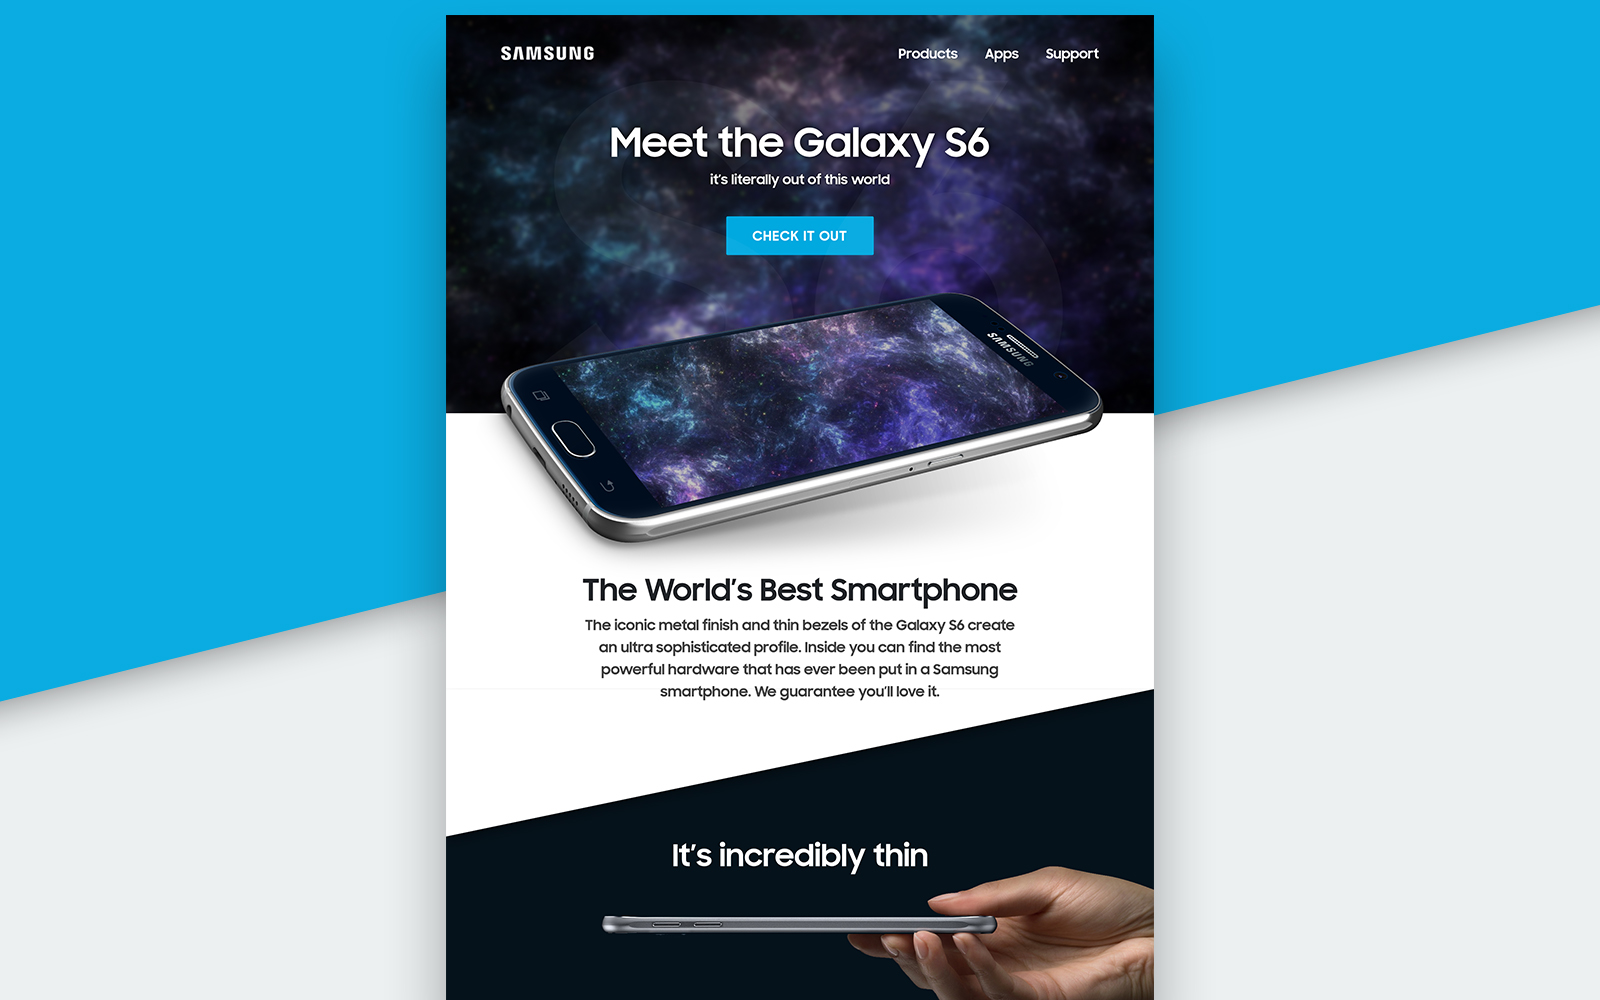 SAMSUNG
Products Apps Support
Meet the Galaxy S6
it's literally out of this world
CHECK IT OUT
SAMSUNG
The World's Best Smartphone
The iconic metal finish and thin bezels of the Galaxy S6 create
an ultra sophisticated profile. Inside you can find the most
powerful hardware that has ever been put in a Samsung
smartphone. We guarantee you'll love it.
It's incredibly thin